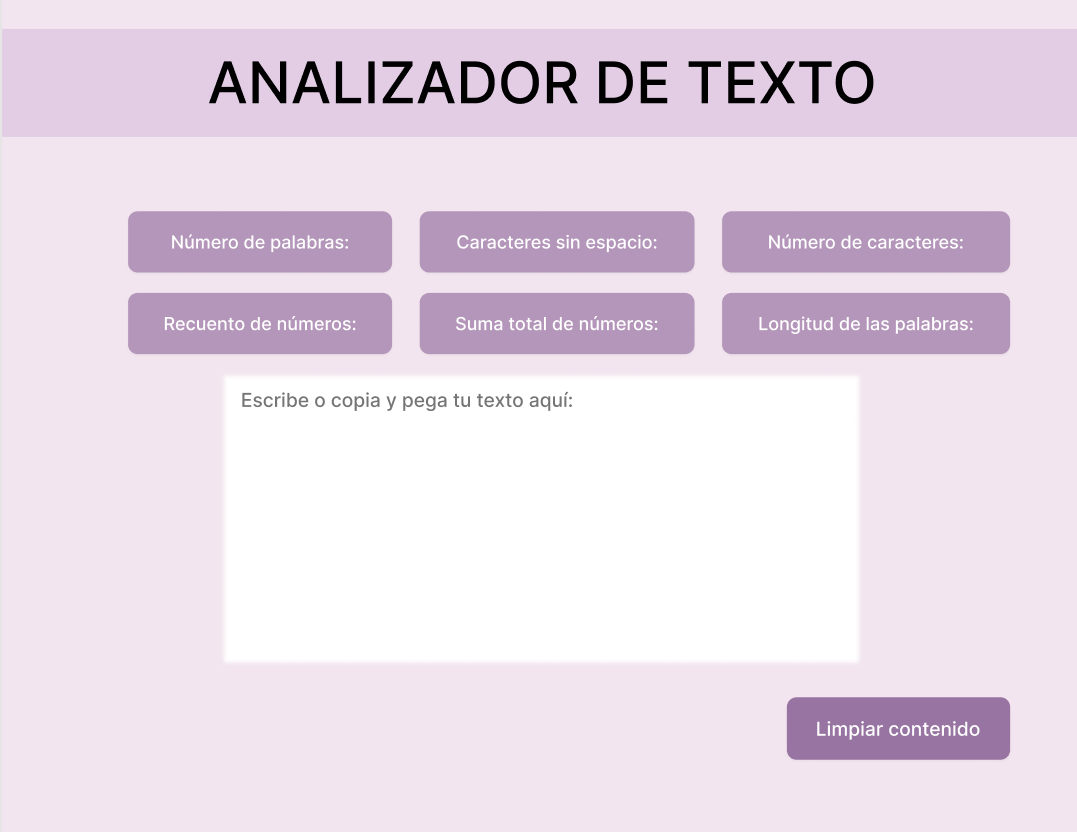 ANALIZADOR DE TEXTO
Número de palabras:
Caracteres sin espacio:
Número de caracteres:
Recuento de números:
Suma total de números:
Longitud de las palabras:
Escribe o copia y pega tu texto aquí:
Limpiar contenido